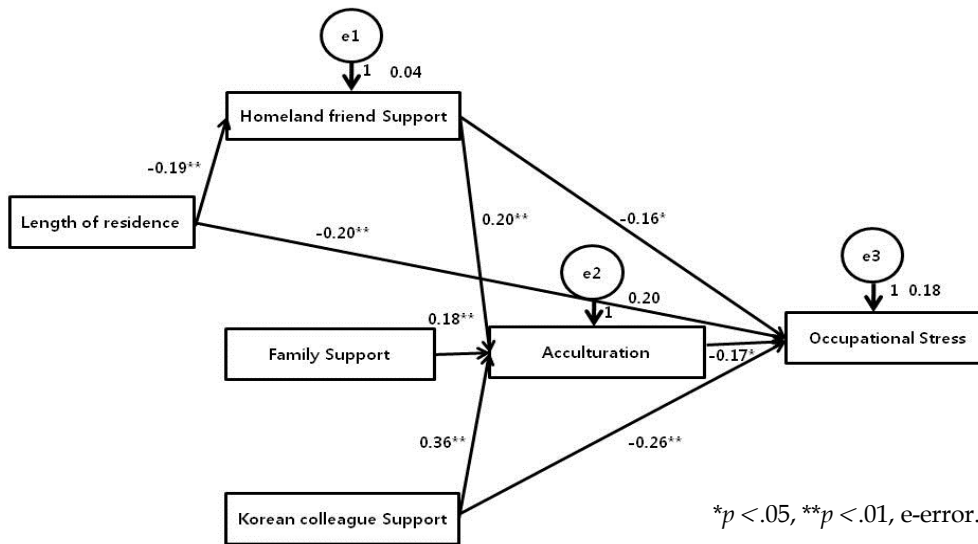 e1
1 0.04
Homeland friend Support
-0.19**
Length of residence
0.20**
-0.16*
-0.20**
e2
e3
1 0.18
0.20
1
0.18**
Family Support
Acculturation
-0.17*
Occupational Stress
0.36**
-0.26**
Korean colleague Support
*p <.05, **p <.01, e-error.